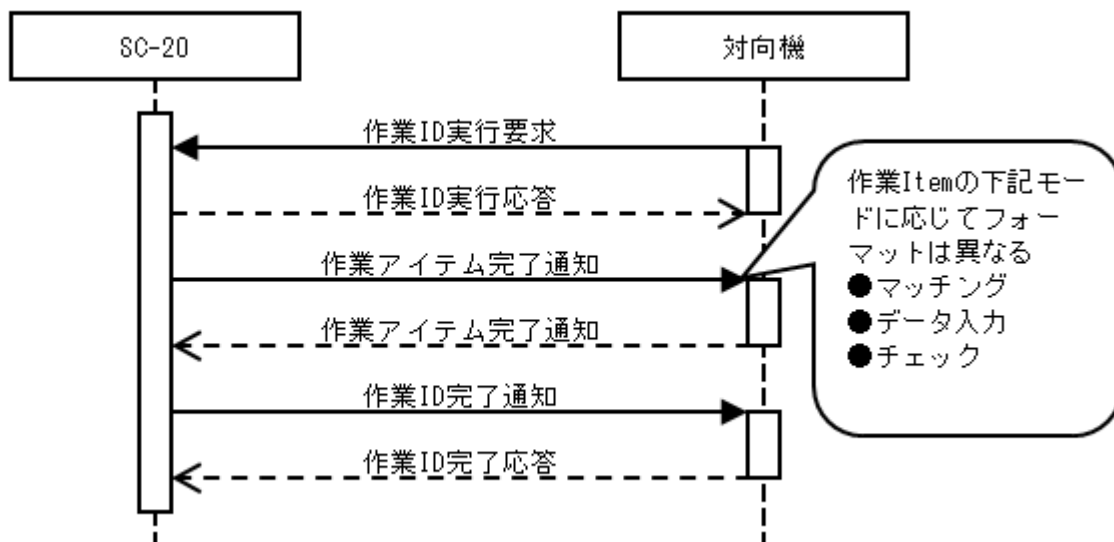 SC-20
対向機
作業ID実行要求
作業ID実行応答
作業アイテム完了通知
作業アイテム完了通知
作業ID完了通知
作業ID完了応答
作業Itemの下記モー
ドに応じてフォー
マットは異なる
●マッチング
●データ入力
●チェック